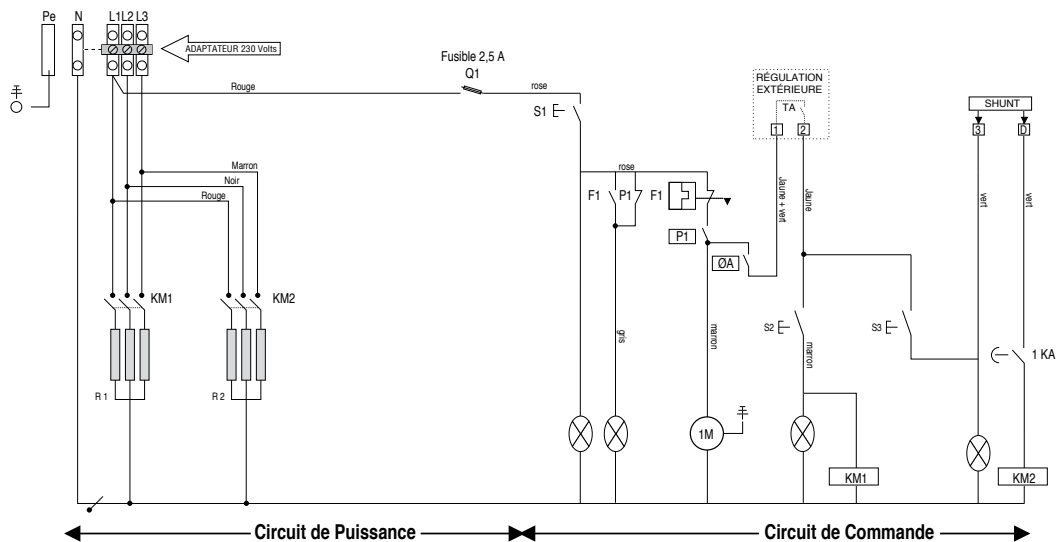 Pe N L1 L2 L3
ADAPTATEUR 230 Volts
Fusible 2,5 A
Q1
Rouge
rose
S1
RÉGULATION
EXTÉRIEURE
TA
1 2
SHUNT
3 D
Marron
Noir
Rouge
rose
F1 P1 F1
P1
ØA
Jaune + vert
Jaune
vert
vert
KM1 KM2
S2
S3
1 KA
gris
marron
marron
R 1 R 2
1M
KM1
KM2
Circuit de Puissance
Circuit de Commande